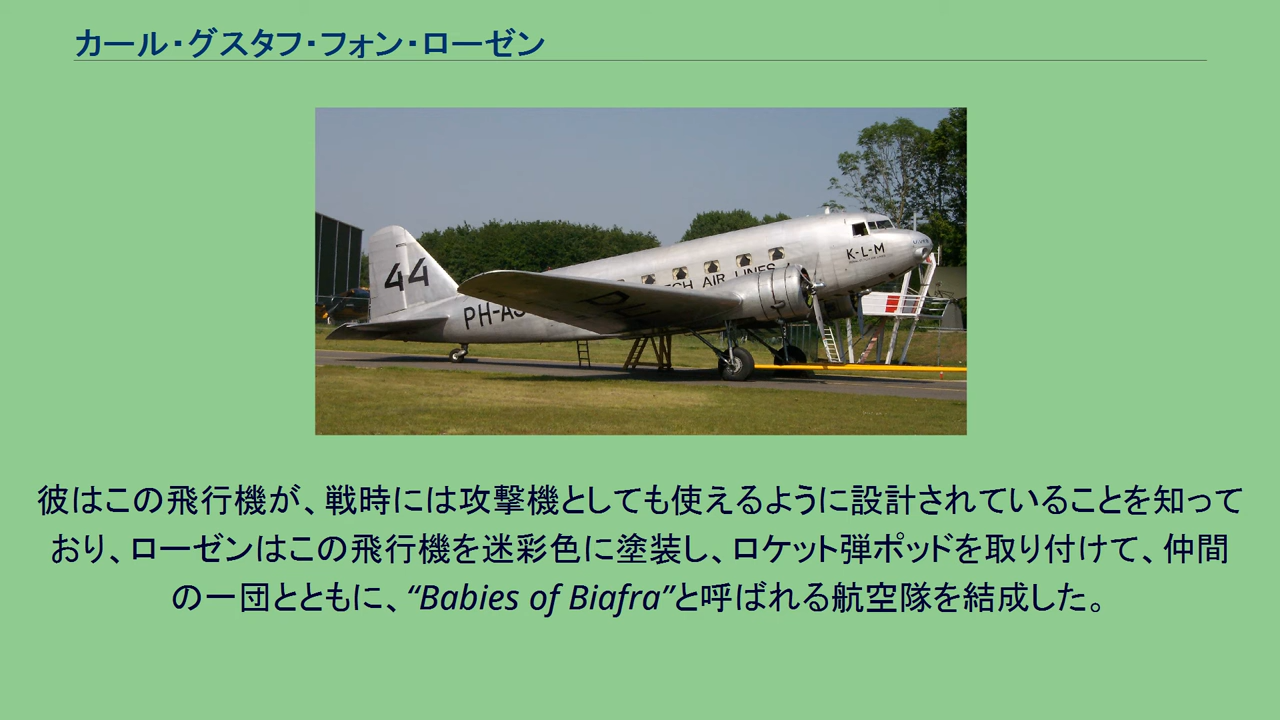 カール・グスタフ・フォン・ローゼン
44
K-L-M
AIR LINES
PH-AJ
彼はこの飛行機が、戦時には攻撃機としても使えるように設計されていることを知って
おり、ローゼンはこの飛行機を迷彩色に塗装し、ロケット弾ポッドを取り付けて、仲間
の一団とともに、“Babies of Biafra”と呼ばれる航空隊を結成した。